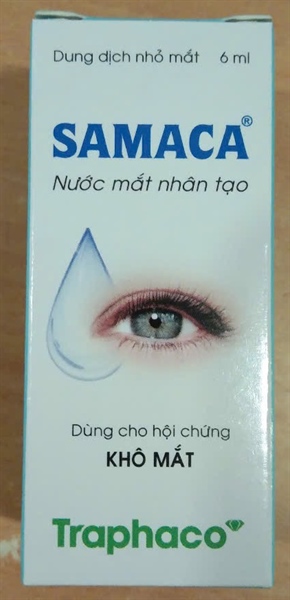 Dung dịch nhỏ mắt 6 ml
SAMACA®
Nước mắt nhân tạo
Dùng cho hội chứng
KHÔ MẮT
Traphaco